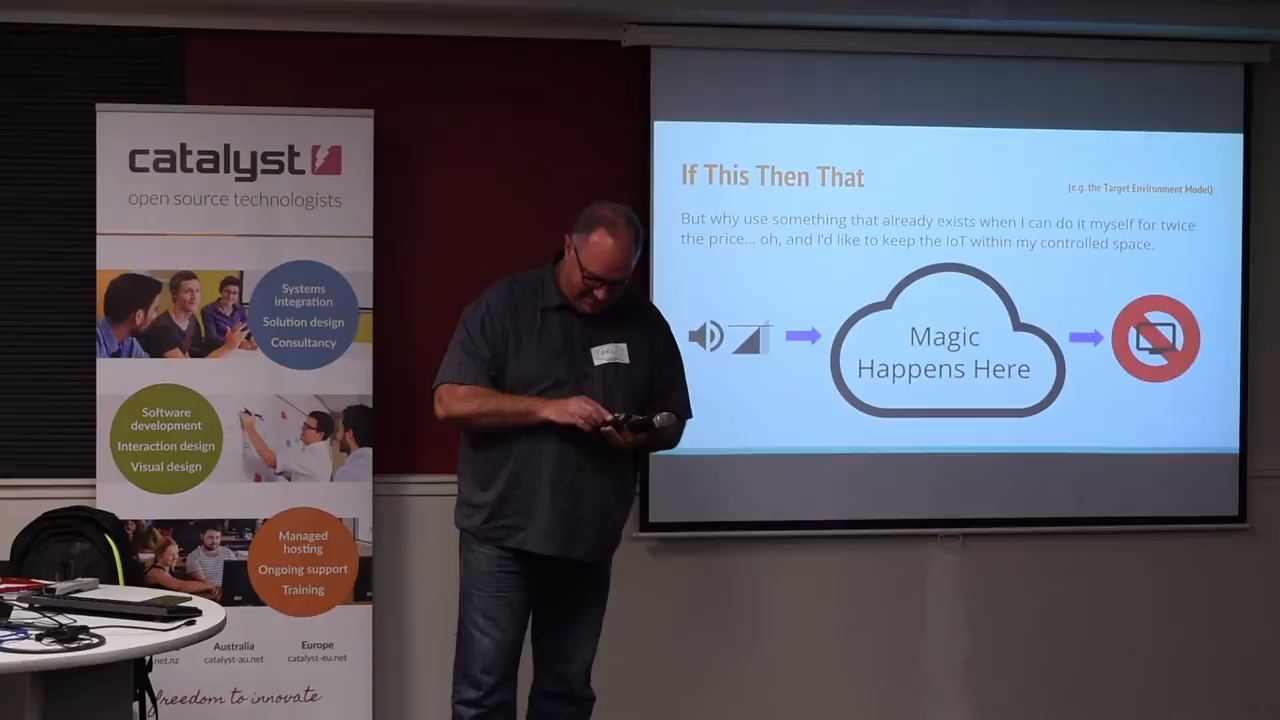 catalyst
open source technologists
Systems
integration
Solution design
Consultancy
Software
development
Interaction design
Visual design
Managed
hosting
Ongoing support
Training
Australia
Europe
.net.nz
catalyst-au.net
catalyst-eu.net
freedom to innovate
If This Then That
(e.g. the Target Environment Model)
But why use something that already exists when I can do it myself for twice
the price... oh, and I'd like to keep the IoT within my controlled space.
Magic
Happens Here